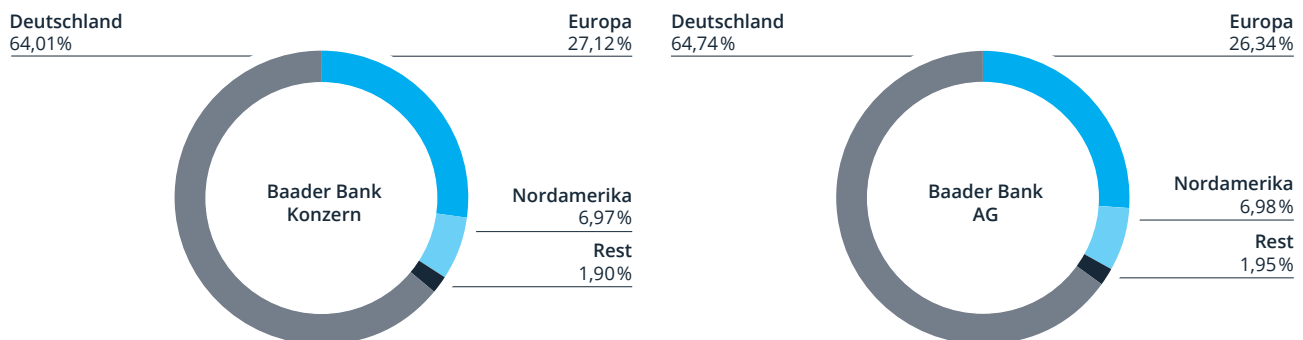 Deutschland
64,01%
Europa
27,12%
Baader Bank
Konzern
Nordamerika
6,97%
Rest
1,90%
Deutschland
64,74%
Europa
26,34%
Baader Bank
AG
Nordamerika
6,98%
Rest
1,95%